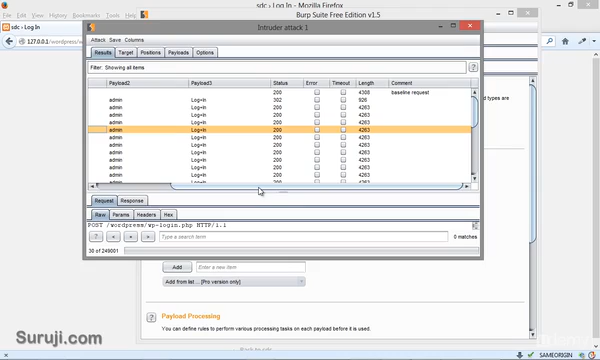 sdc - Log In - Mozilla Firefox
File Edit View History Bookmarks Tools Help
sdc - Log In
127.0.0.1/wordpress/
Burp Suite Free Edition v1.5
Intruder attack 1
Attack Save Columns
Results Target Positions Payloads Options
Filter: Showing all items
?
Payload2 Payload3 Status Error Timeout Length Comment
200 4308 baseline request
admin Log+In 302 926
admin Log+In 200 4263
admin Log+In 200 4263
admin Log+In 200 4263
admin Log+In 200 4263
admin Log+In 200 4263
admin Log+In 200 4263
admin Log+In 200 4263
admin Log+In 200 4263
admin Log+In 200 4263
d types are
Request Response
Raw Params Headers Hex
POST /wordpress/wp-login.php HTTP/1.1
? < + > Type a search term 0 matches
30 of 249001
Add Enter a new item
Add from list... [Pro version only]
? Payload Processing
You can define rules to perform various processing tasks on each payload before it is used.
Suruji.com
SAMEORIGIN